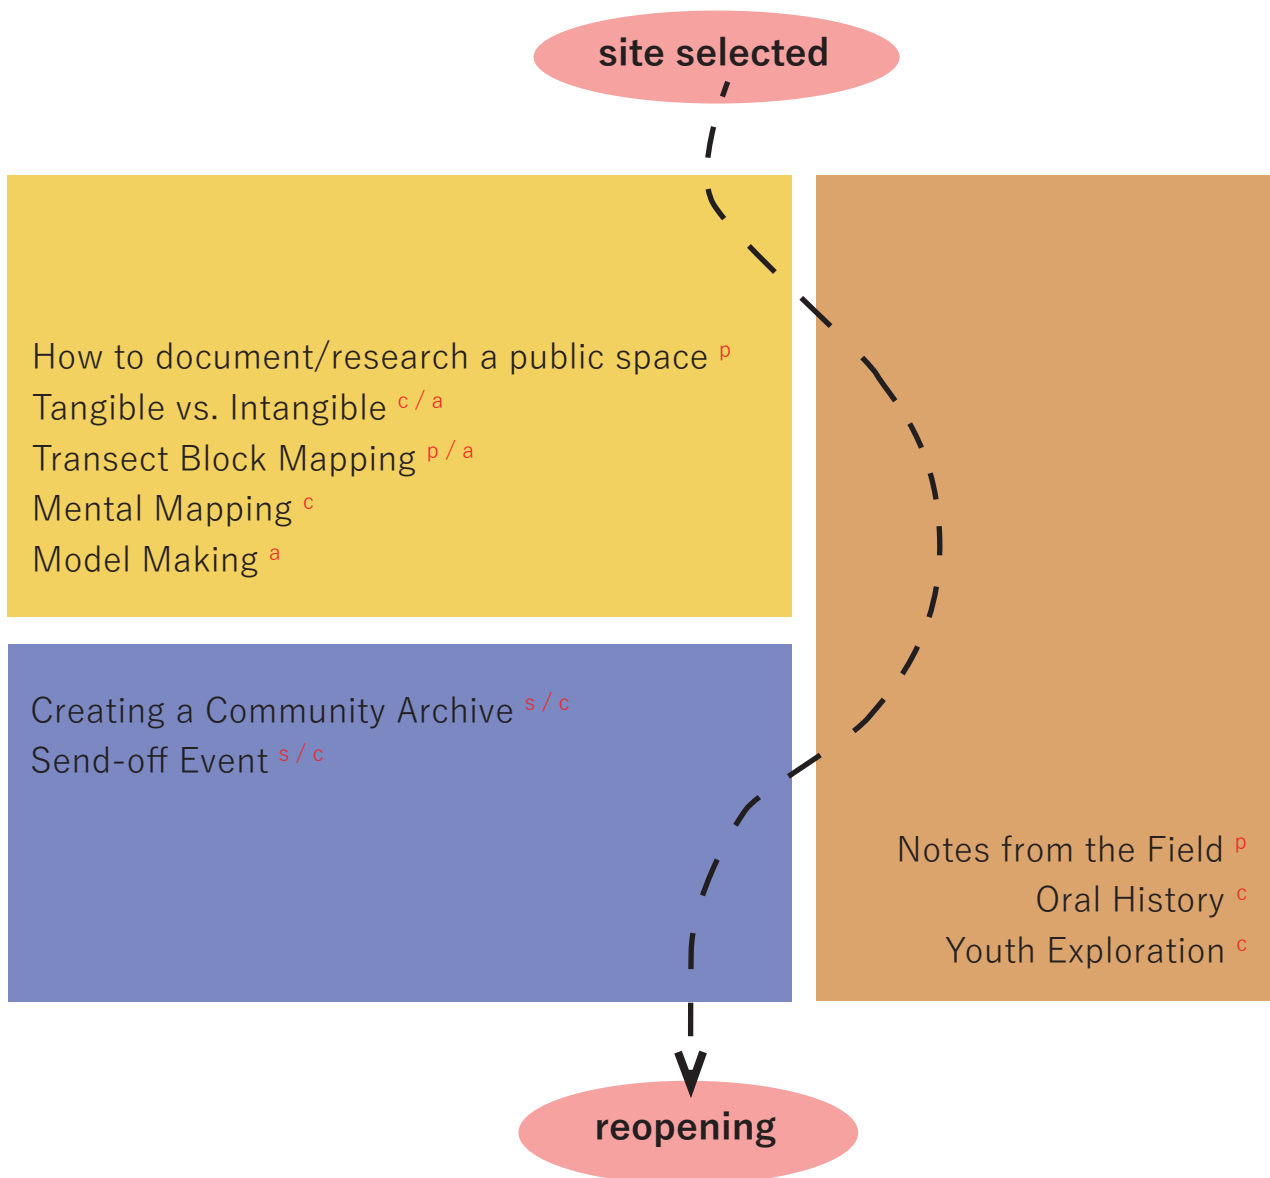 site selected
How to document/research a public space p
Tangible vs. Intangible c / a
Transect Block Mapping p / a
Mental Mapping c
Model Making a
Creating a Community Archive s / c
Send-off Event s / c
Notes from the Field p
Oral History c
Youth Exploration c
reopening